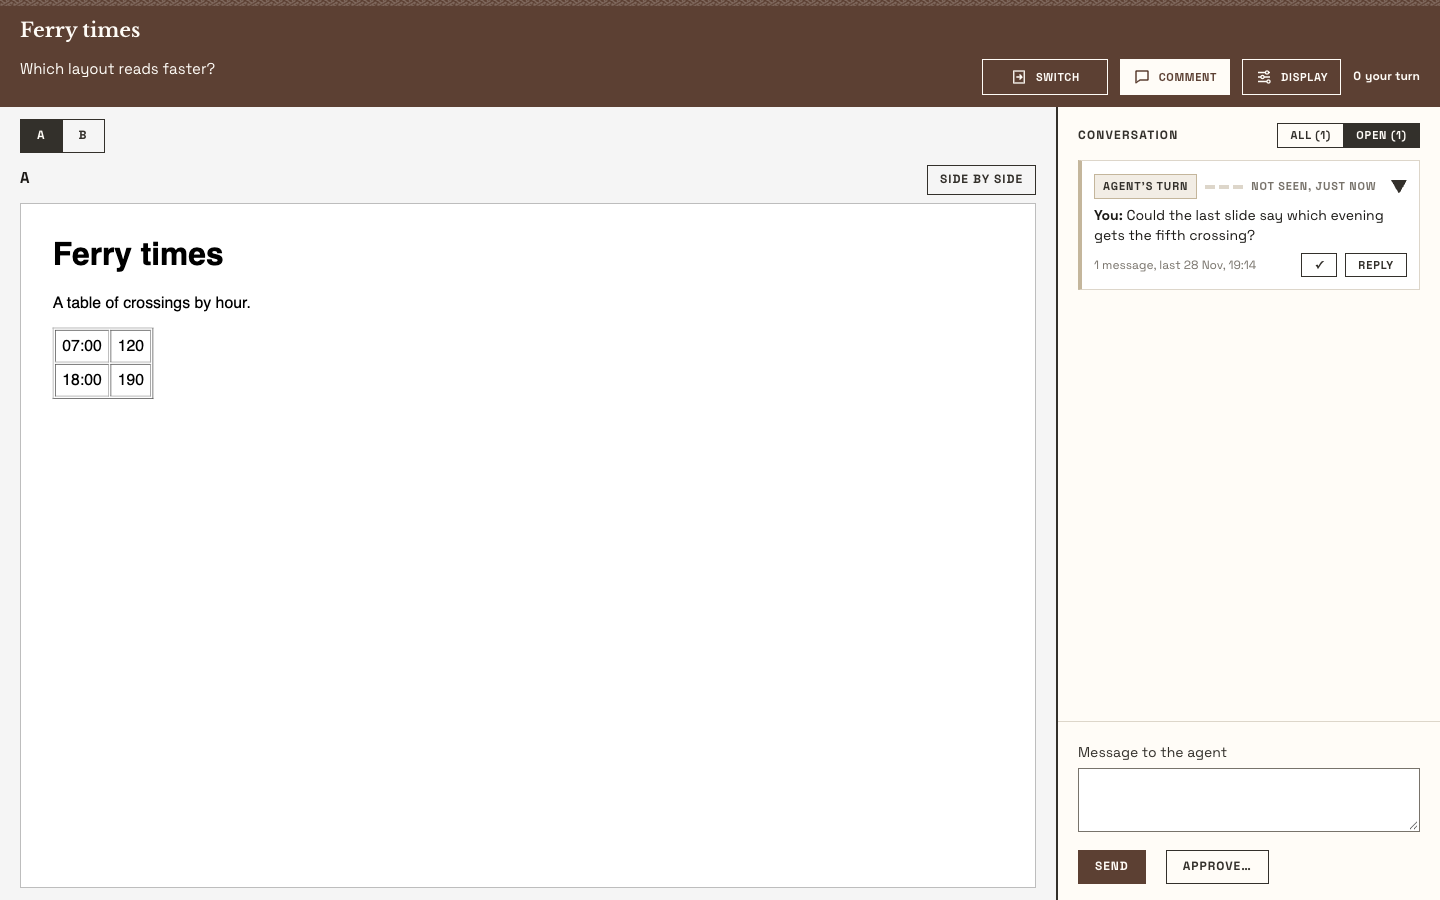 Ferry times
Which layout reads faster?
SWITCH
COMMENT
DISPLAY
0 your turn
A
B
A
SIDE BY SIDE
Ferry times
A table of crossings by hour.
07:00 120
18:00 190
CONVERSATION
ALL (1)
OPEN (1)
AGENT'S TURN
NOT SEEN, JUST NOW
You: Could the last slide say which evening
gets the fifth crossing?
1 message, last 28 Nov, 19:14
✓
REPLY
Message to the agent
SEND
APPROVE…